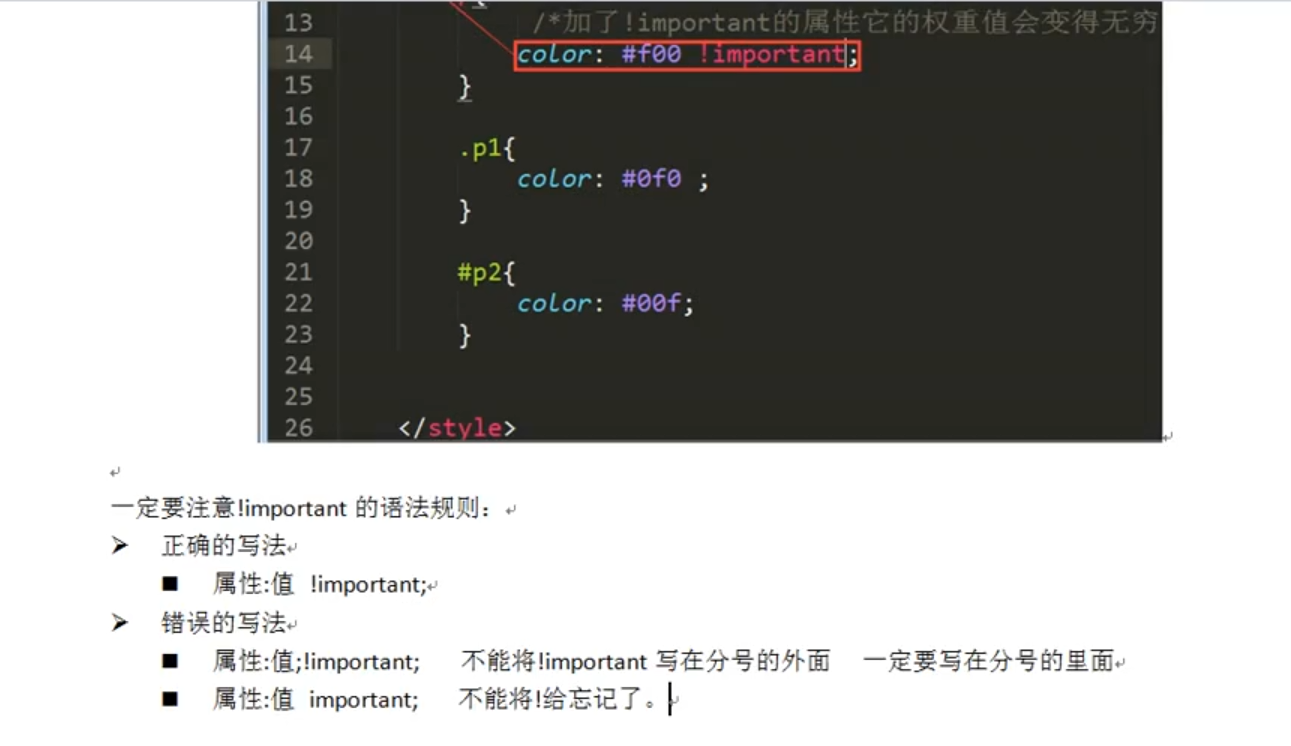 13 /*加了!important的属性它的权重值会变得无穷
14 color: #f00 !important;
15 }
16
17 .p1{
18 color: #0f0 ;
19 }
20
21 #p2{
22 color: #00f;
23 }
24
25
26 </style>
一定要注意!important 的语法规则：
➢ 正确的写法
■ 属性:值 !important;
➢ 错误的写法
■ 属性:值;!important; 不能将!important 写在分号的外面 一定要写在分号的里面
■ 属性:值 important; 不能将!给忘记了。